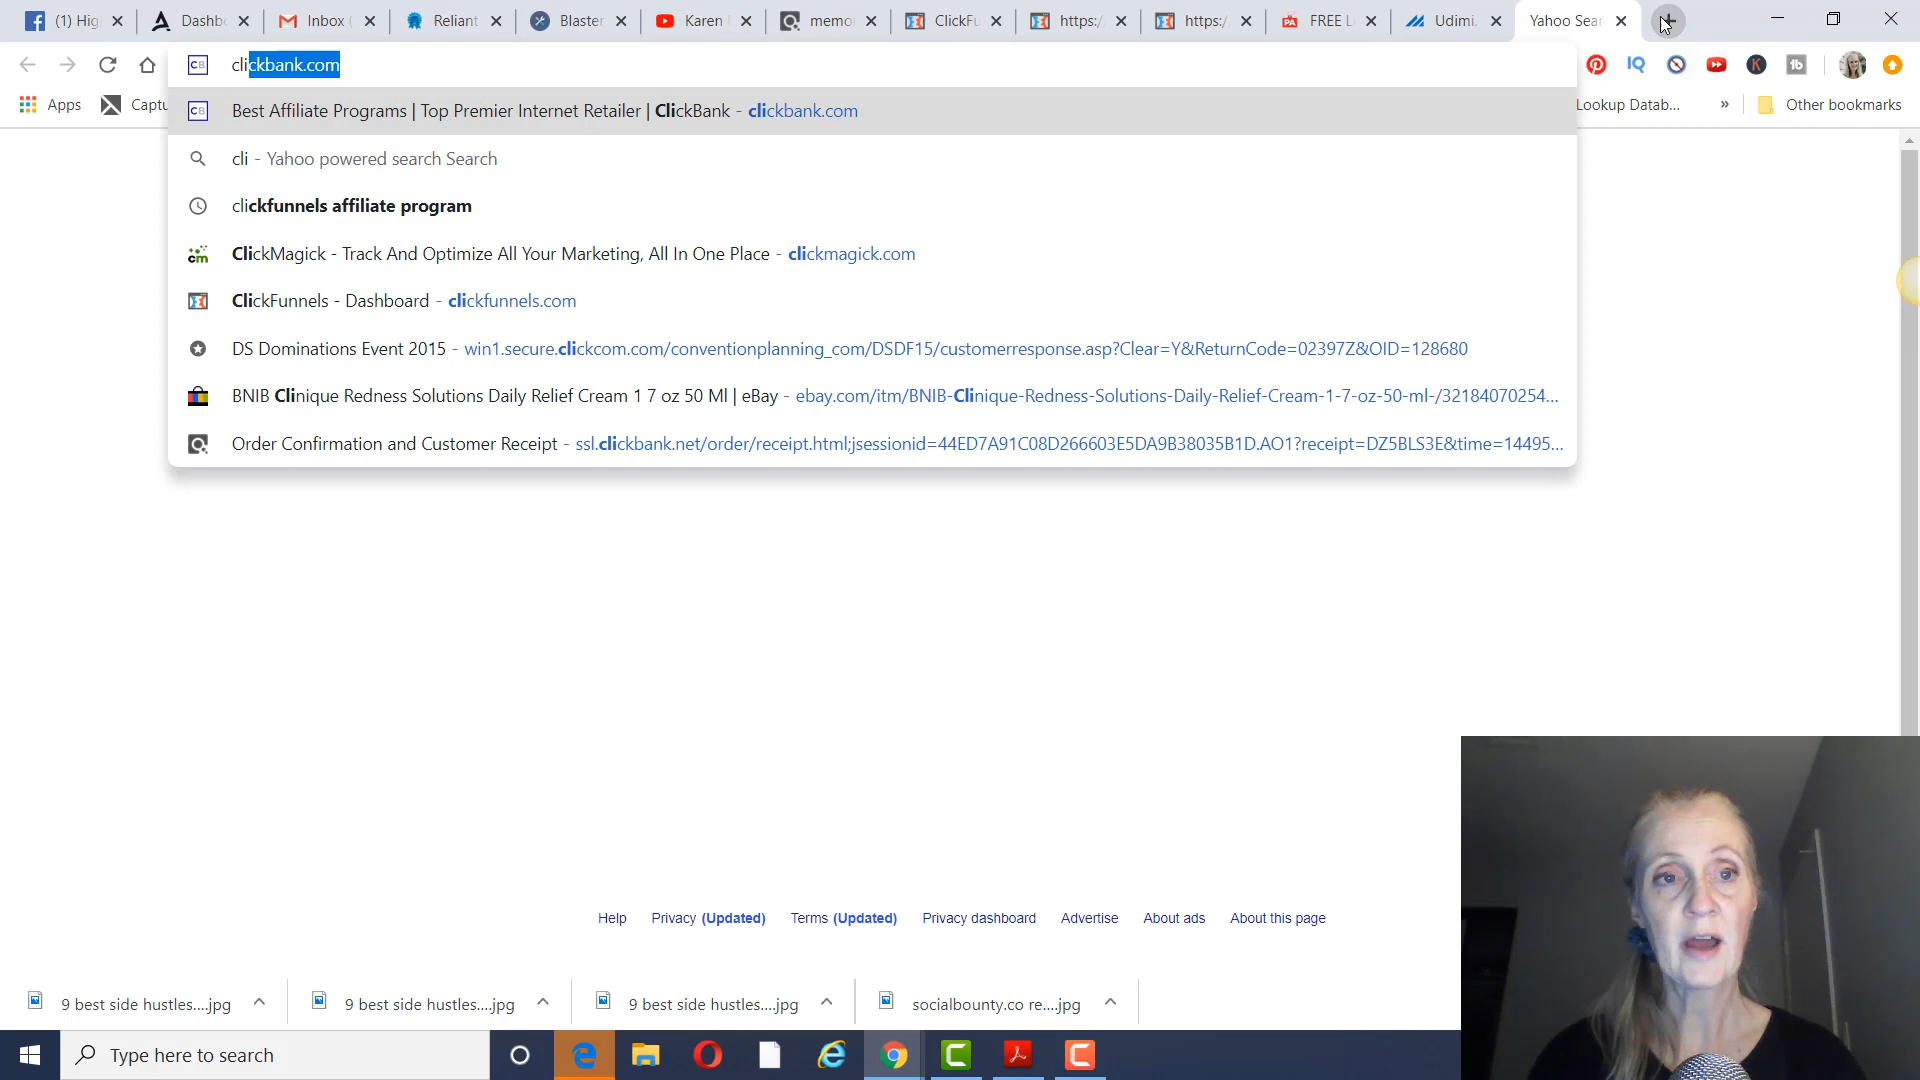 (1) Hig
Dashb
Inbox (
Reliant
Blaster
Karen
memo
ClickFu
https:/
https:/
FREE L
Udimi.
Yahoo Sear
clickbank.com
IQ
K
tb
Apps
Captu
Lookup Datab...
»
Other bookmarks
CB Best Affiliate Programs | Top Premier Internet Retailer | ClickBank - clickbank.com
cli - Yahoo powered search Search
clickfunnels affiliate program
cm ClickMagick - Track And Optimize All Your Marketing, All In One Place - clickmagick.com
ClickFunnels - Dashboard - clickfunnels.com
DS Dominations Event 2015 - win1.secure.clickcom.com/conventionplanning_com/DSDF15/customerresponse.asp?Clear=Y&ReturnCode=02397Z&OID=128680
BNIB Clinique Redness Solutions Daily Relief Cream 1 7 oz 50 Ml | eBay - ebay.com/itm/BNIB-Clinique-Redness-Solutions-Daily-Relief-Cream-1-7-oz-50-ml-/32184070254...
Order Confirmation and Customer Receipt - ssl.clickbank.net/order/receipt.html;jsessionid=44ED7A91C08D266603E5DA9B38035B1D.AO1?receipt=DZ5BLS3E&time=14495...
Help Privacy (Updated) Terms (Updated) Privacy dashboard Advertise About ads About this page
9 best side hustles....jpg
9 best side hustles....jpg
9 best side hustles....jpg
socialbounty.co re....jpg
Type here to search